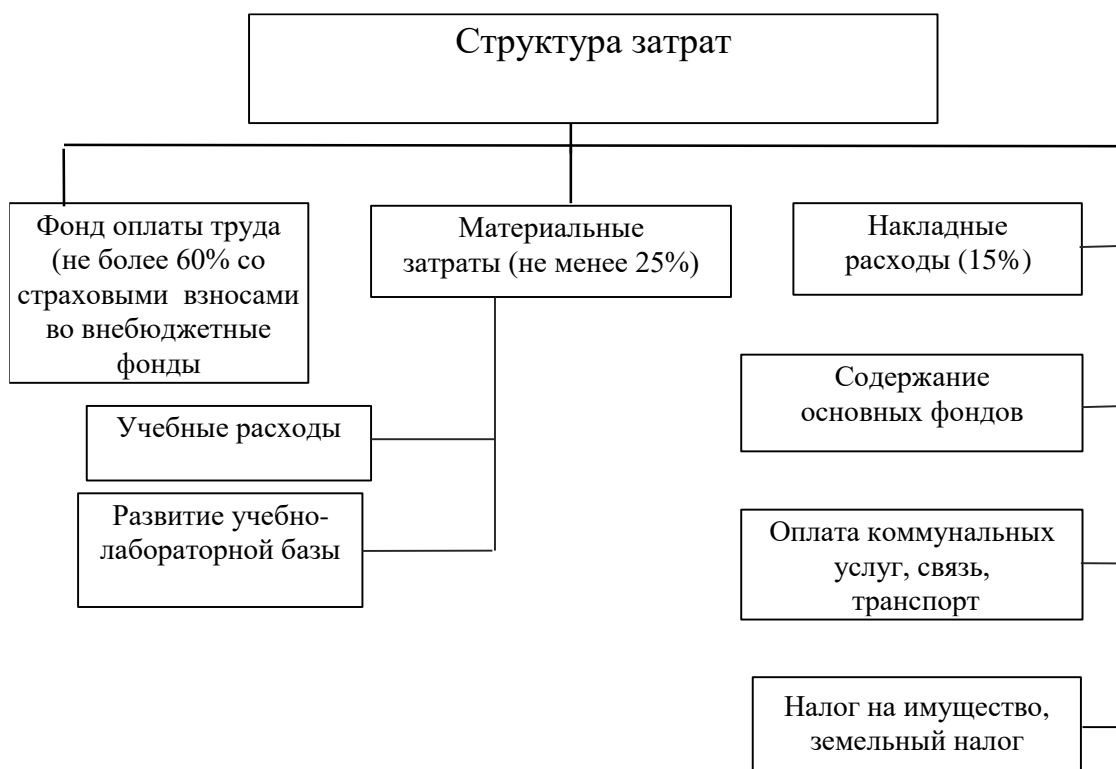 Структура затрат
Фонд оплаты труда
(не более 60% со
страховыми взносами
во внебюджетные
фонды
Материальные
затраты (не менее 25%)
Накладные
расходы (15%)
Учебные расходы
Развитие учебно-
лабораторной базы
Содержание
основных фондов
Оплата коммунальных
услуг, связь,
транспорт
Налог на имущество,
земельный налог